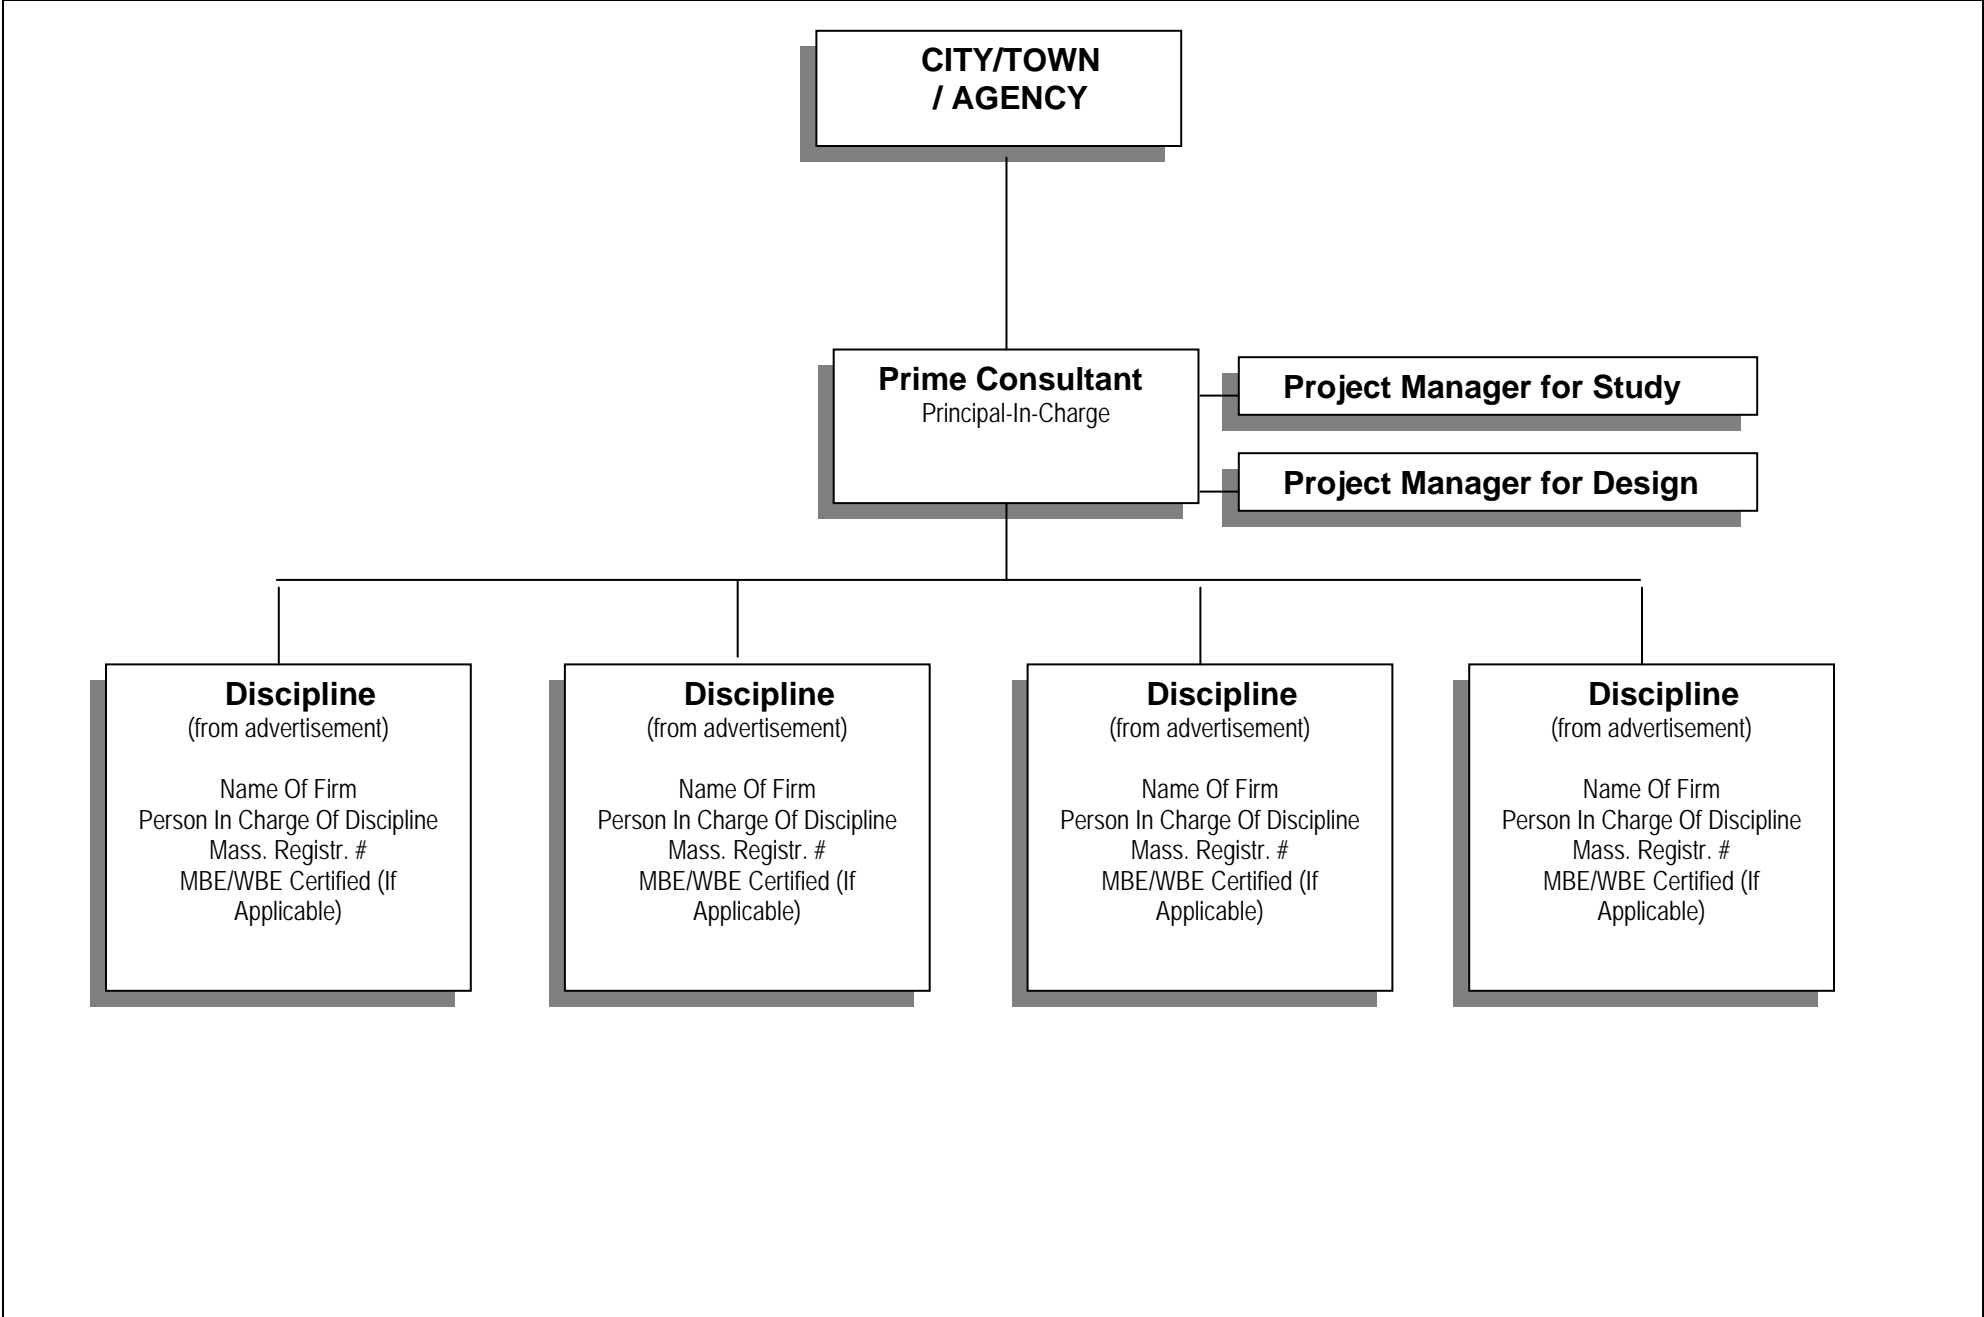 CITY/TOWN
/ AGENCY
Prime Consultant
Principal-In-Charge
Project Manager for Study
Project Manager for Design
Discipline
(from advertisement)
Name Of Firm
Person In Charge Of Discipline
Mass. Registr. #
MBE/WBE Certified (If
Applicable)
Discipline
(from advertisement)
Name Of Firm
Person In Charge Of Discipline
Mass. Registr. #
MBE/WBE Certified (If
Applicable)
Discipline
(from advertisement)
Name Of Firm
Person In Charge Of Discipline
Mass. Registr. #
MBE/WBE Certified (If
Applicable)
Discipline
(from advertisement)
Name Of Firm
Person In Charge Of Discipline
Mass. Registr. #
MBE/WBE Certified (If
Applicable)